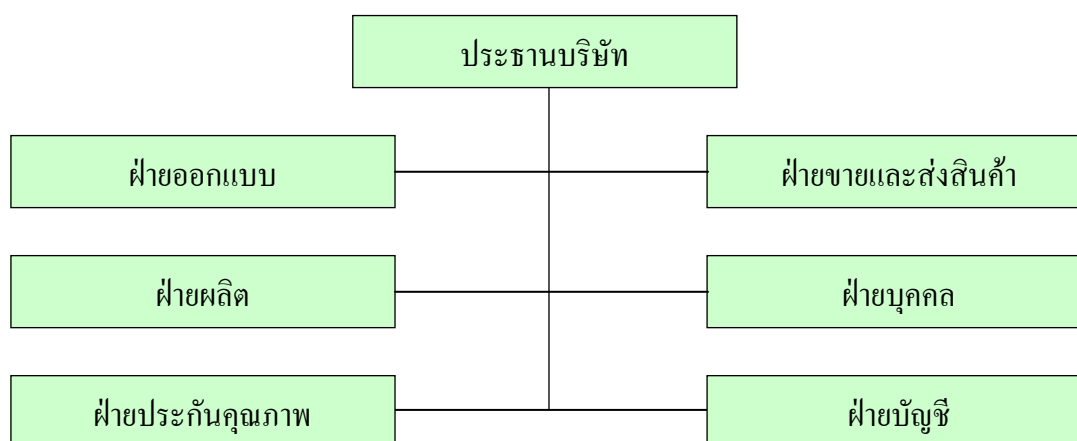 ประธานบริษัท
ฝ่ายออกแบบ
ฝ่ายขายและส่งสินค้า
ฝ่ายผลิต
ฝ่ายบุคคล
ฝ่ายประกันคุณภาพ
ฝ่ายบัญชี